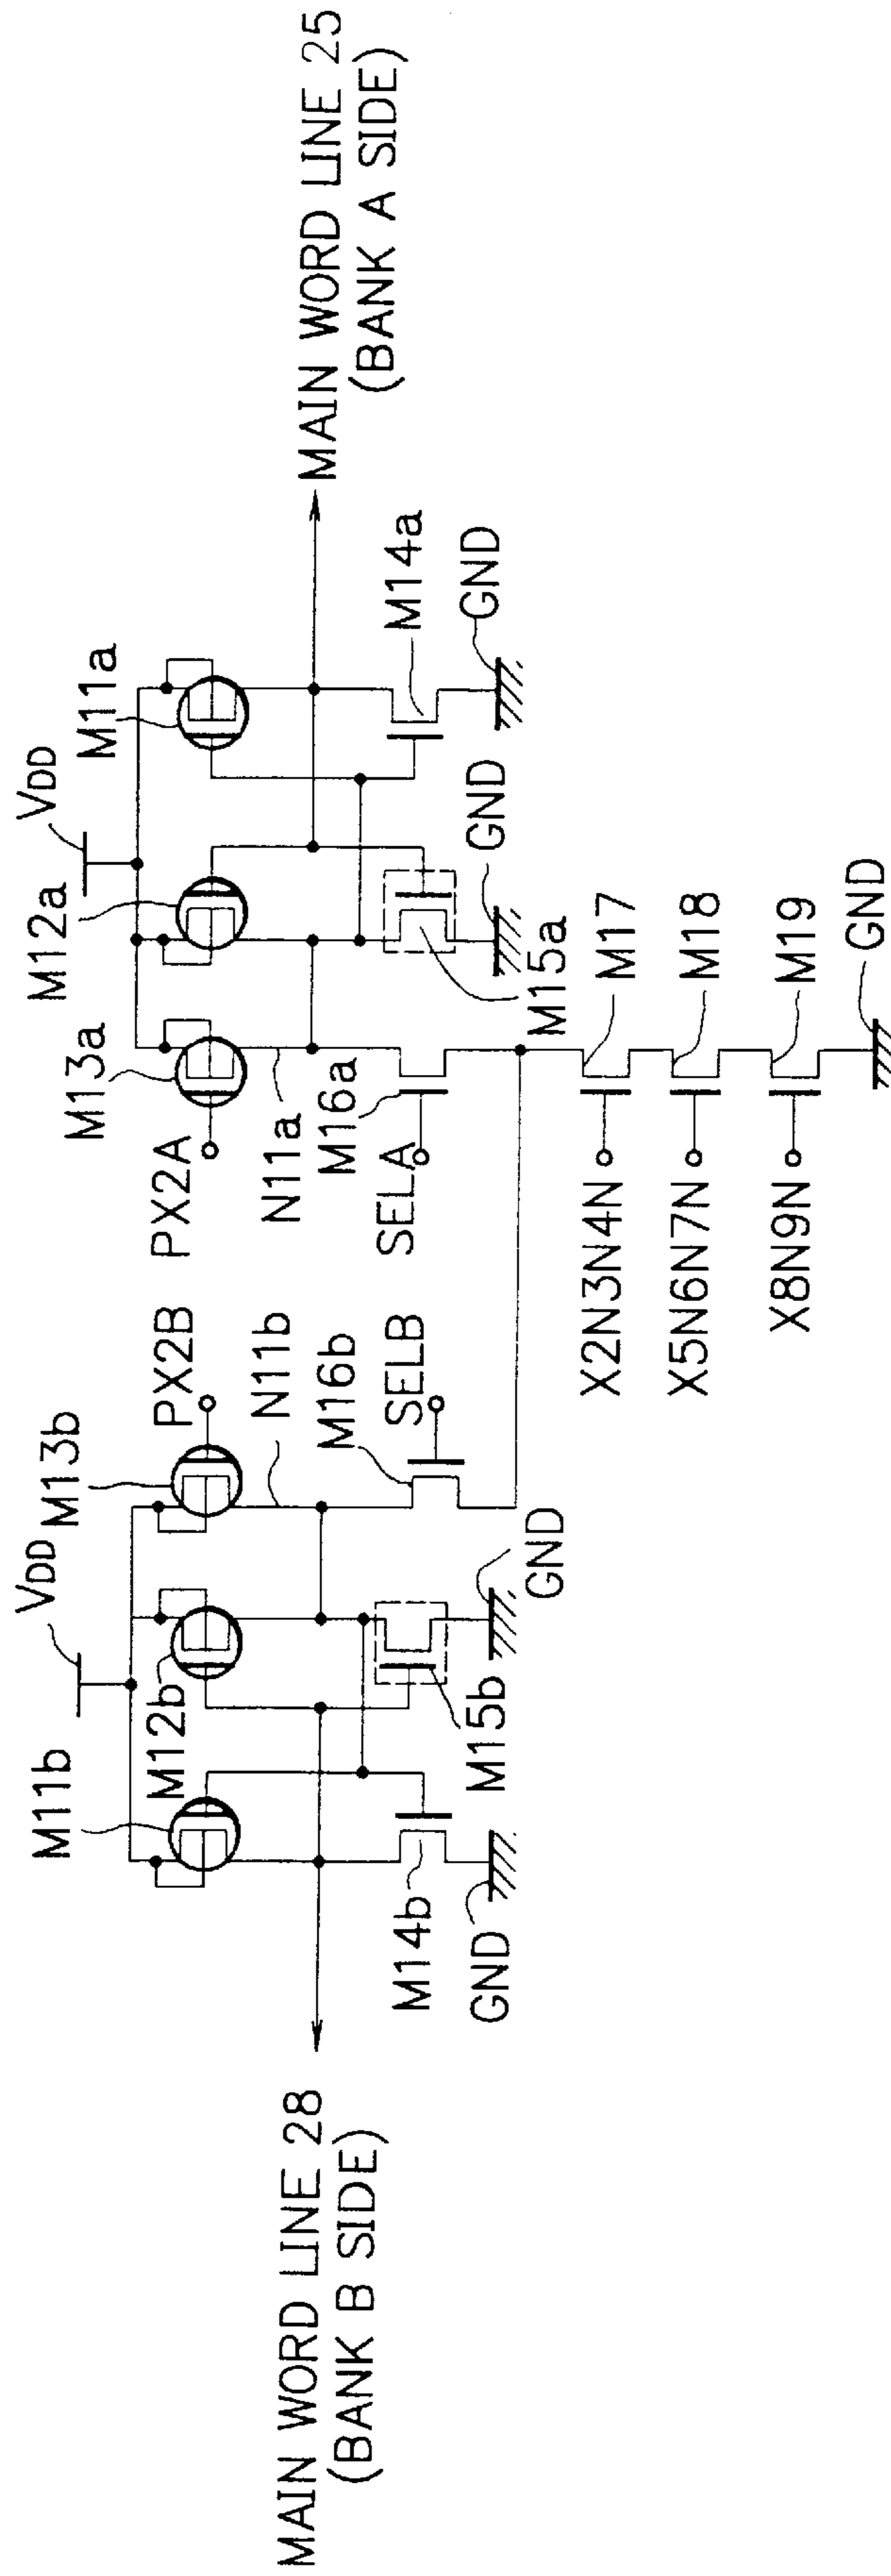 MAIN WORD LINE 28
(BANK B SIDE)
M11b
VDD
M12b
M13b
PX2B
N11b
M16b
SELB
M14b
GND
M15b
GND
VDD
M13a
M12a
M11a
PX2A
N11a
M16a
SELA
M15a
GND
M14a
GND
MAIN WORD LINE 25
(BANK A SIDE)
X2N3N4N
M17
X5N6N7N
M18
X8N9N
M19
GND